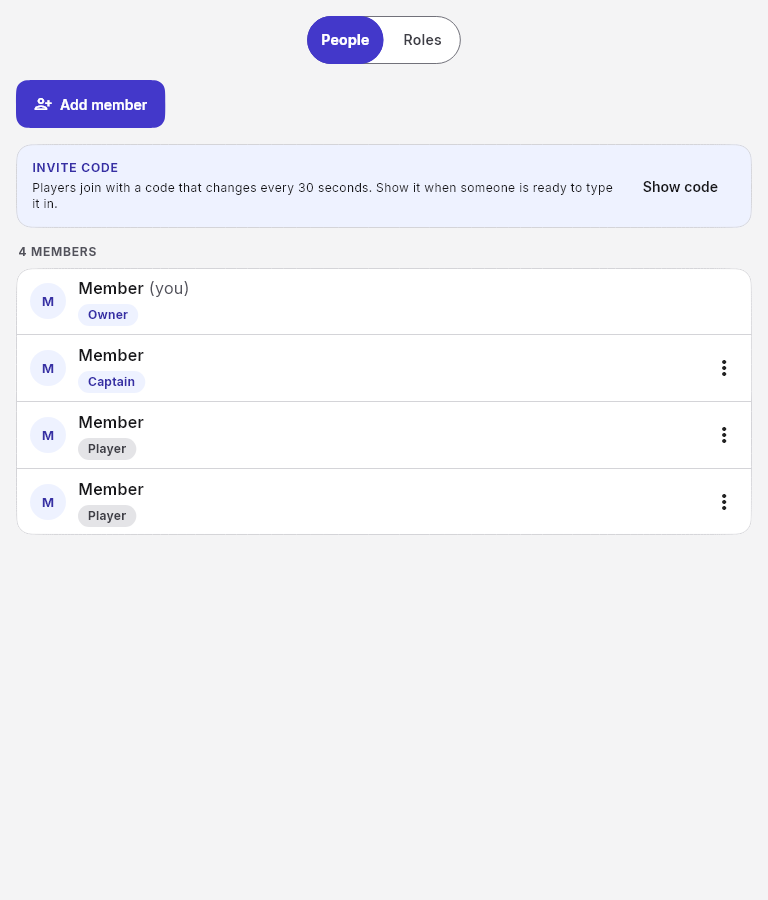 People
Roles
Add member
INVITE CODE
Players join with a code that changes every 30 seconds. Show it when someone is ready to type
it in.
Show code
4 MEMBERS
M
Member (you)
Owner
M
Member
Captain
M
Member
Player
M
Member
Player